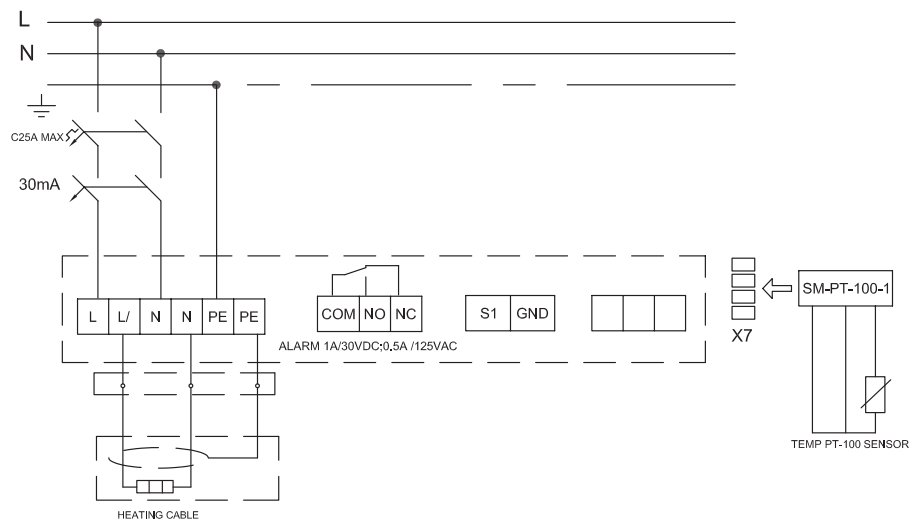 L
N
C25A MAX
30mA
L L/ N N PE PE
COM NO NC
S1 GND
SM-PT-100-1
X7
ALARM 1A/30VDC;0.5A /125VAC
TEMP PT-100 SENSOR
HEATING CABLE